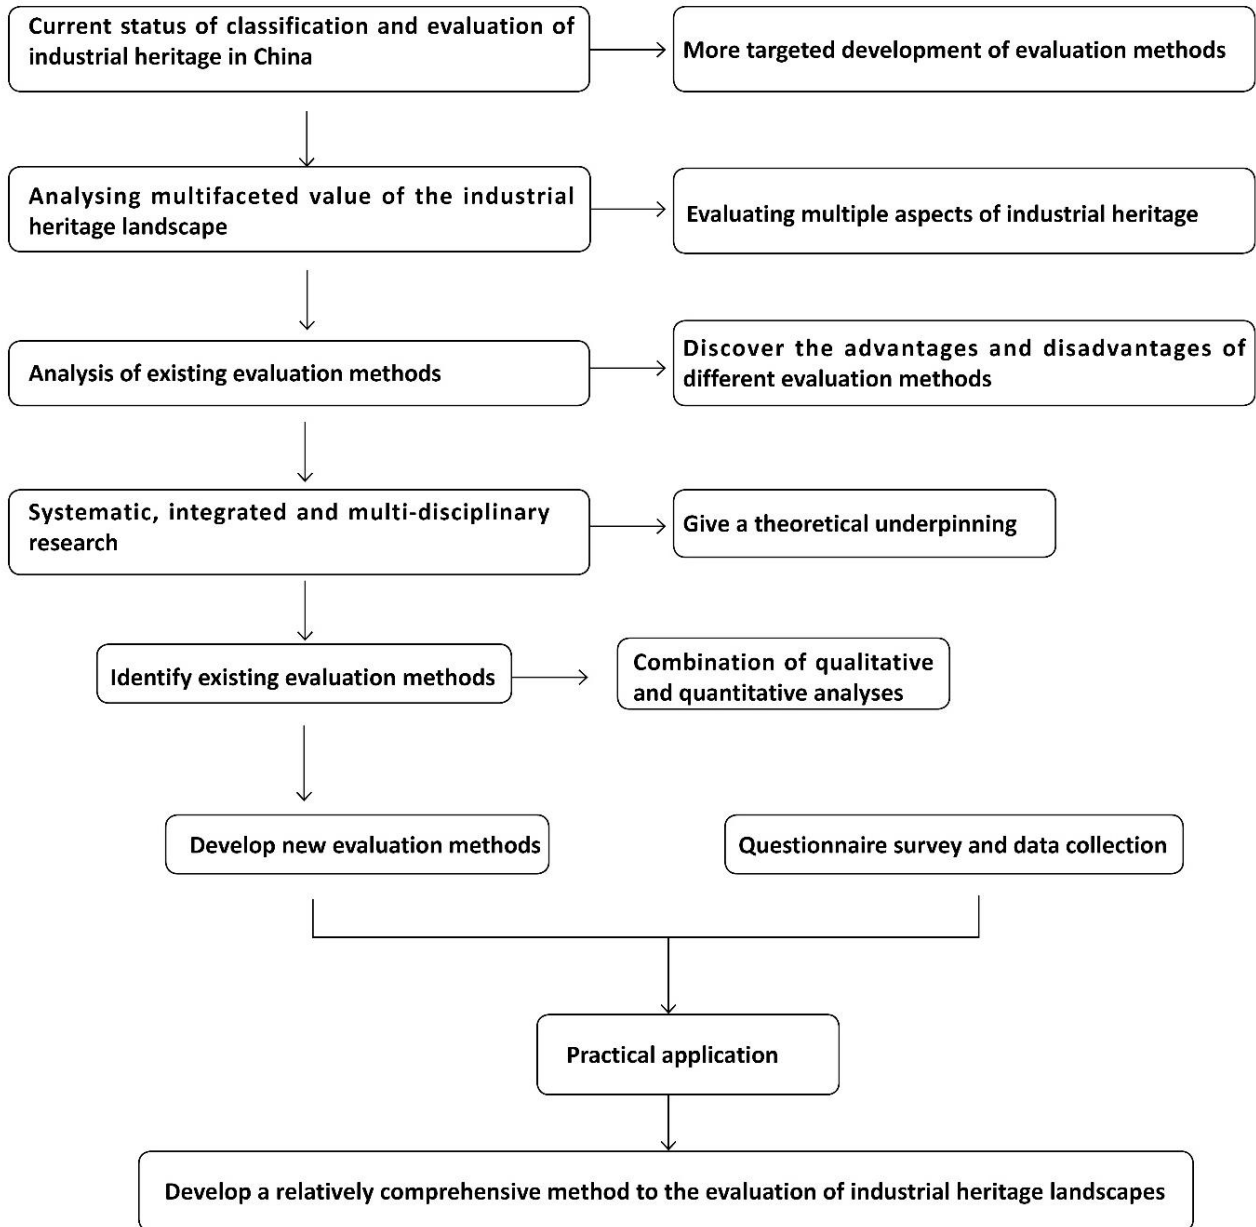 Current status of classification and evaluation of
industrial heritage in China
More targeted development of evaluation methods
Analysing multifaceted value of the industrial
heritage landscape
Evaluating multiple aspects of industrial heritage
Analysis of existing evaluation methods
Discover the advantages and disadvantages of
different evaluation methods
Systematic, integrated and multi-disciplinary
research
Give a theoretical underpinning
Identify existing evaluation methods
Combination of qualitative
and quantitative analyses
Develop new evaluation methods
Questionnaire survey and data collection
Practical application
Develop a relatively comprehensive method to the evaluation of industrial heritage landscapes